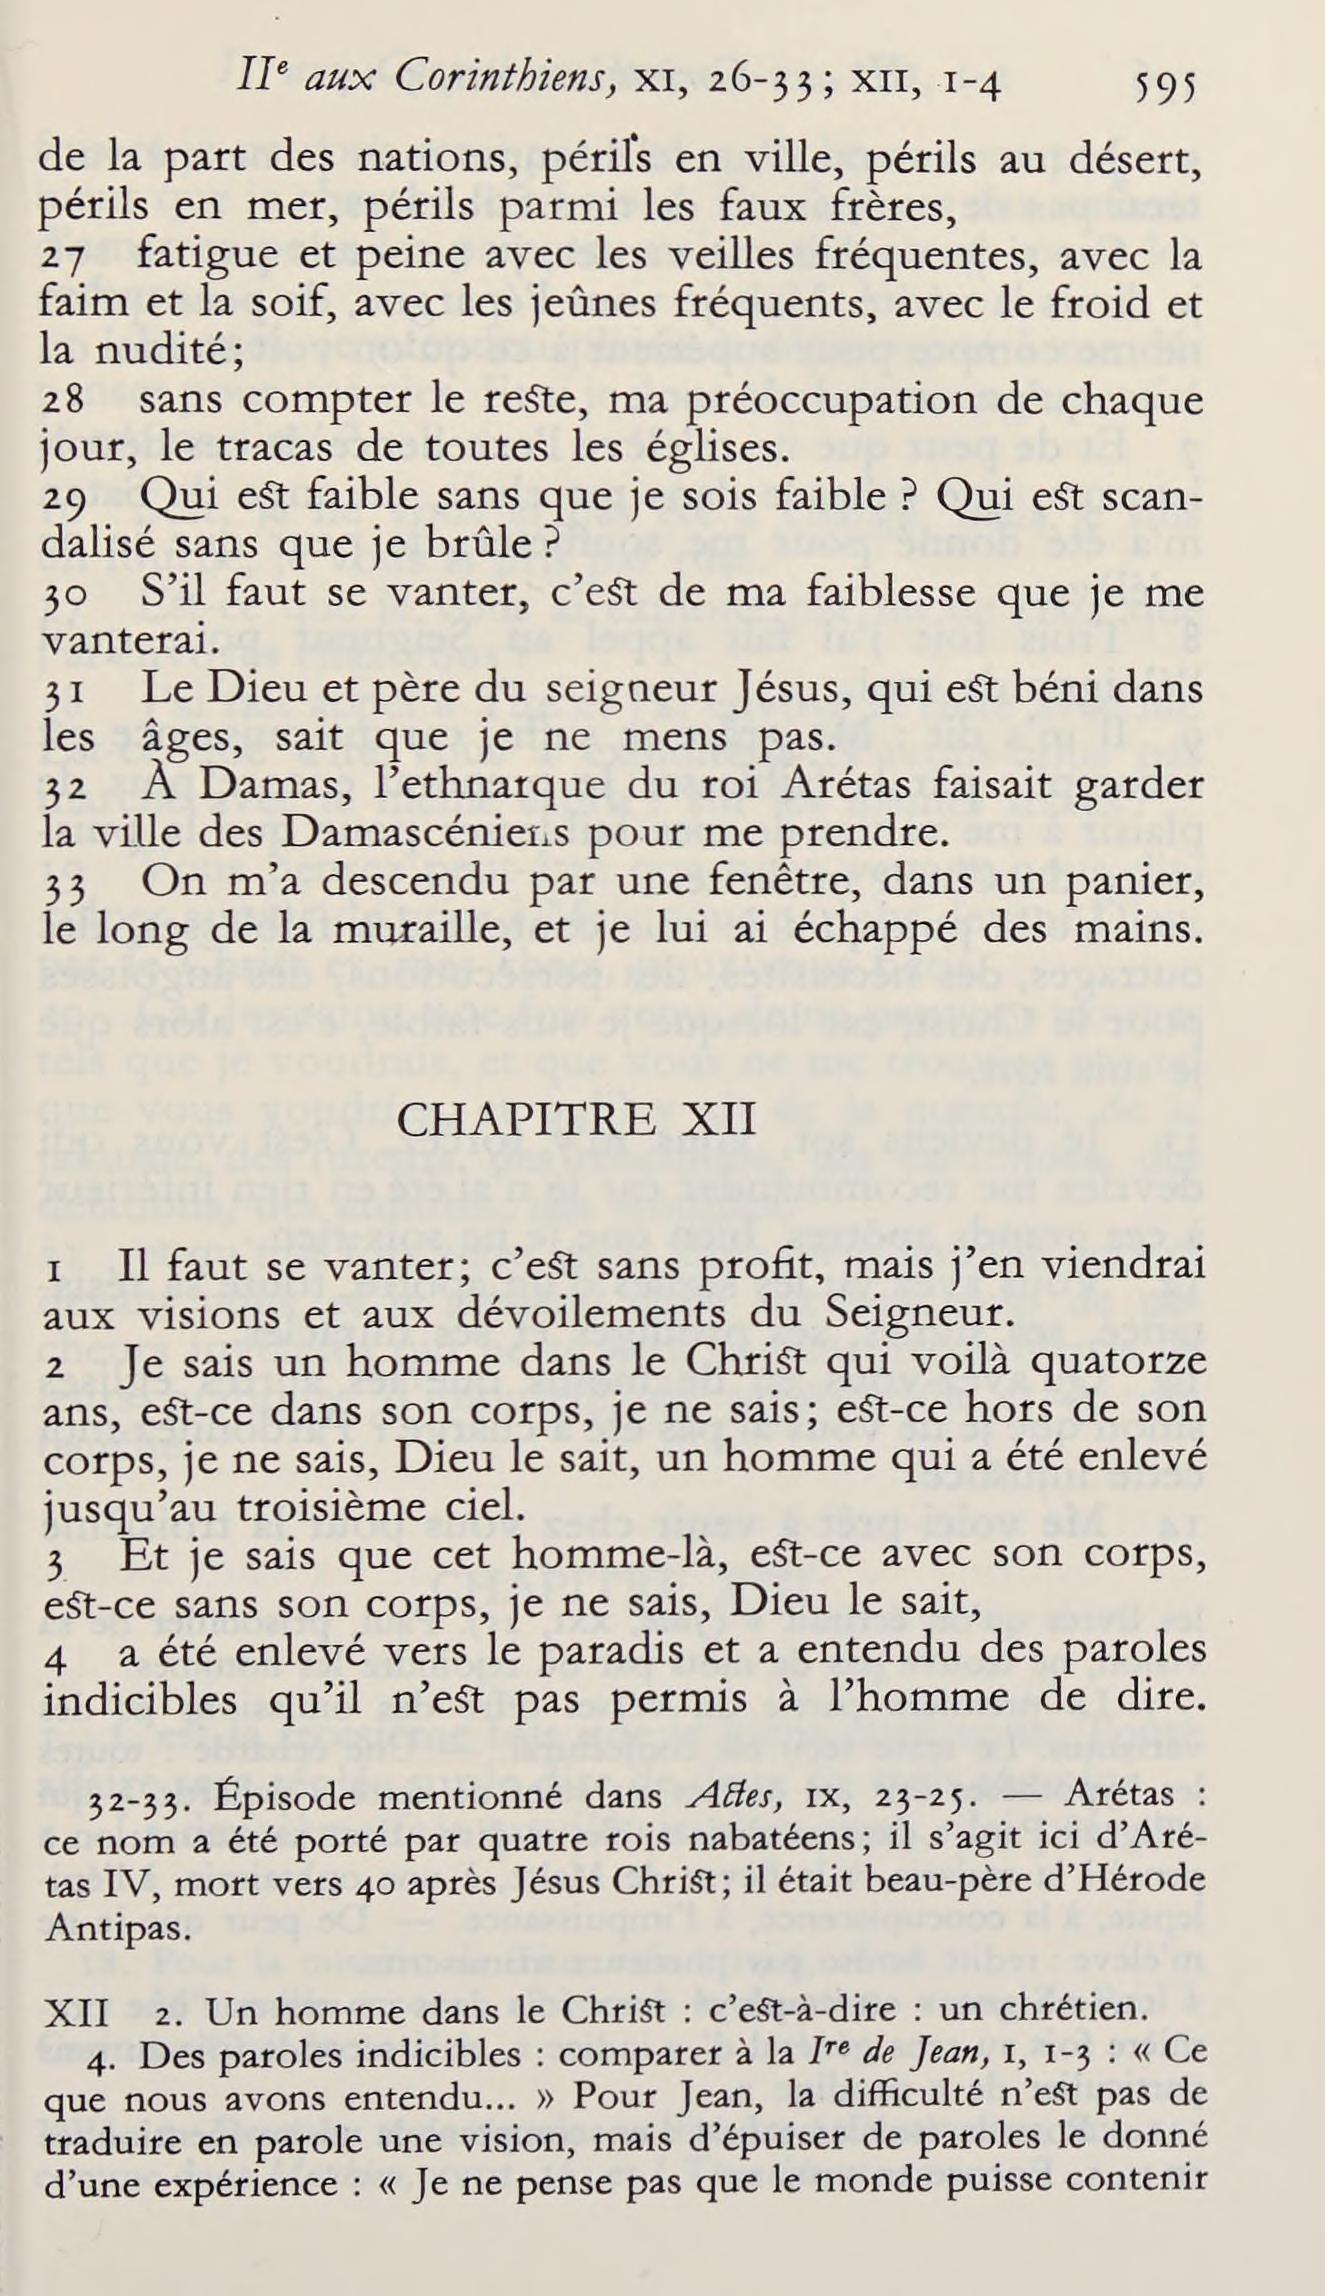 IIe aux Corinthiens, XI, 26-33; XII, 1-4 595
de la part des nations, périls en ville, périls au désert,
périls en mer, périls parmi les faux frères,
27 fatigue et peine avec les veilles fréquentes, avec la
faim et la soif, avec les jeûnes fréquents, avec le froid et
la nudité;
28 sans compter le reste, ma préoccupation de chaque
jour, le tracas de toutes les églises.
29 Qui est faible sans que je sois faible ? Qui est scan-
dalisé sans que je brûle ?
30 S'il faut se vanter, c'est de ma faiblesse que je me
vanterai.
31 Le Dieu et père du seigneur Jésus, qui est béni dans
les âges, sait que je ne mens pas.
32 À Damas, l'ethnarque du roi Arétas faisait garder
la ville des Damascéniens pour me prendre.
33 On m'a descendu par une fenêtre, dans un panier,
le long de la muraille, et je lui ai échappé des mains.
CHAPITRE XII
1 Il faut se vanter; c'est sans profit, mais j'en viendrai
aux visions et aux dévoilements du Seigneur.
2 Je sais un homme dans le Christ qui voilà quatorze
ans, est-ce dans son corps, je ne sais; est-ce hors de son
corps, je ne sais, Dieu le sait, un homme qui a été enlevé
jusqu'au troisième ciel.
3 Et je sais que cet homme-là, est-ce avec son corps,
est-ce sans son corps, je ne sais, Dieu le sait,
4 a été enlevé vers le paradis et a entendu des paroles
indicibles qu'il n'est pas permis à l'homme de dire.
32-33. Épisode mentionné dans Actes, IX, 23-25. — Arétas :
ce nom a été porté par quatre rois nabatéens; il s'agit ici d'Aré-
tas IV, mort vers 40 après Jésus Christ; il était beau-père d'Hérode
Antipas.
XII 2. Un homme dans le Christ : c'est-à-dire : un chrétien.
4. Des paroles indicibles : comparer à la Ire de Jean, I, 1-3 : « Ce
que nous avons entendu... » Pour Jean, la difficulté n'est pas de
traduire en parole une vision, mais d'épuiser de paroles le donné
d'une expérience : « Je ne pense pas que le monde puisse contenir